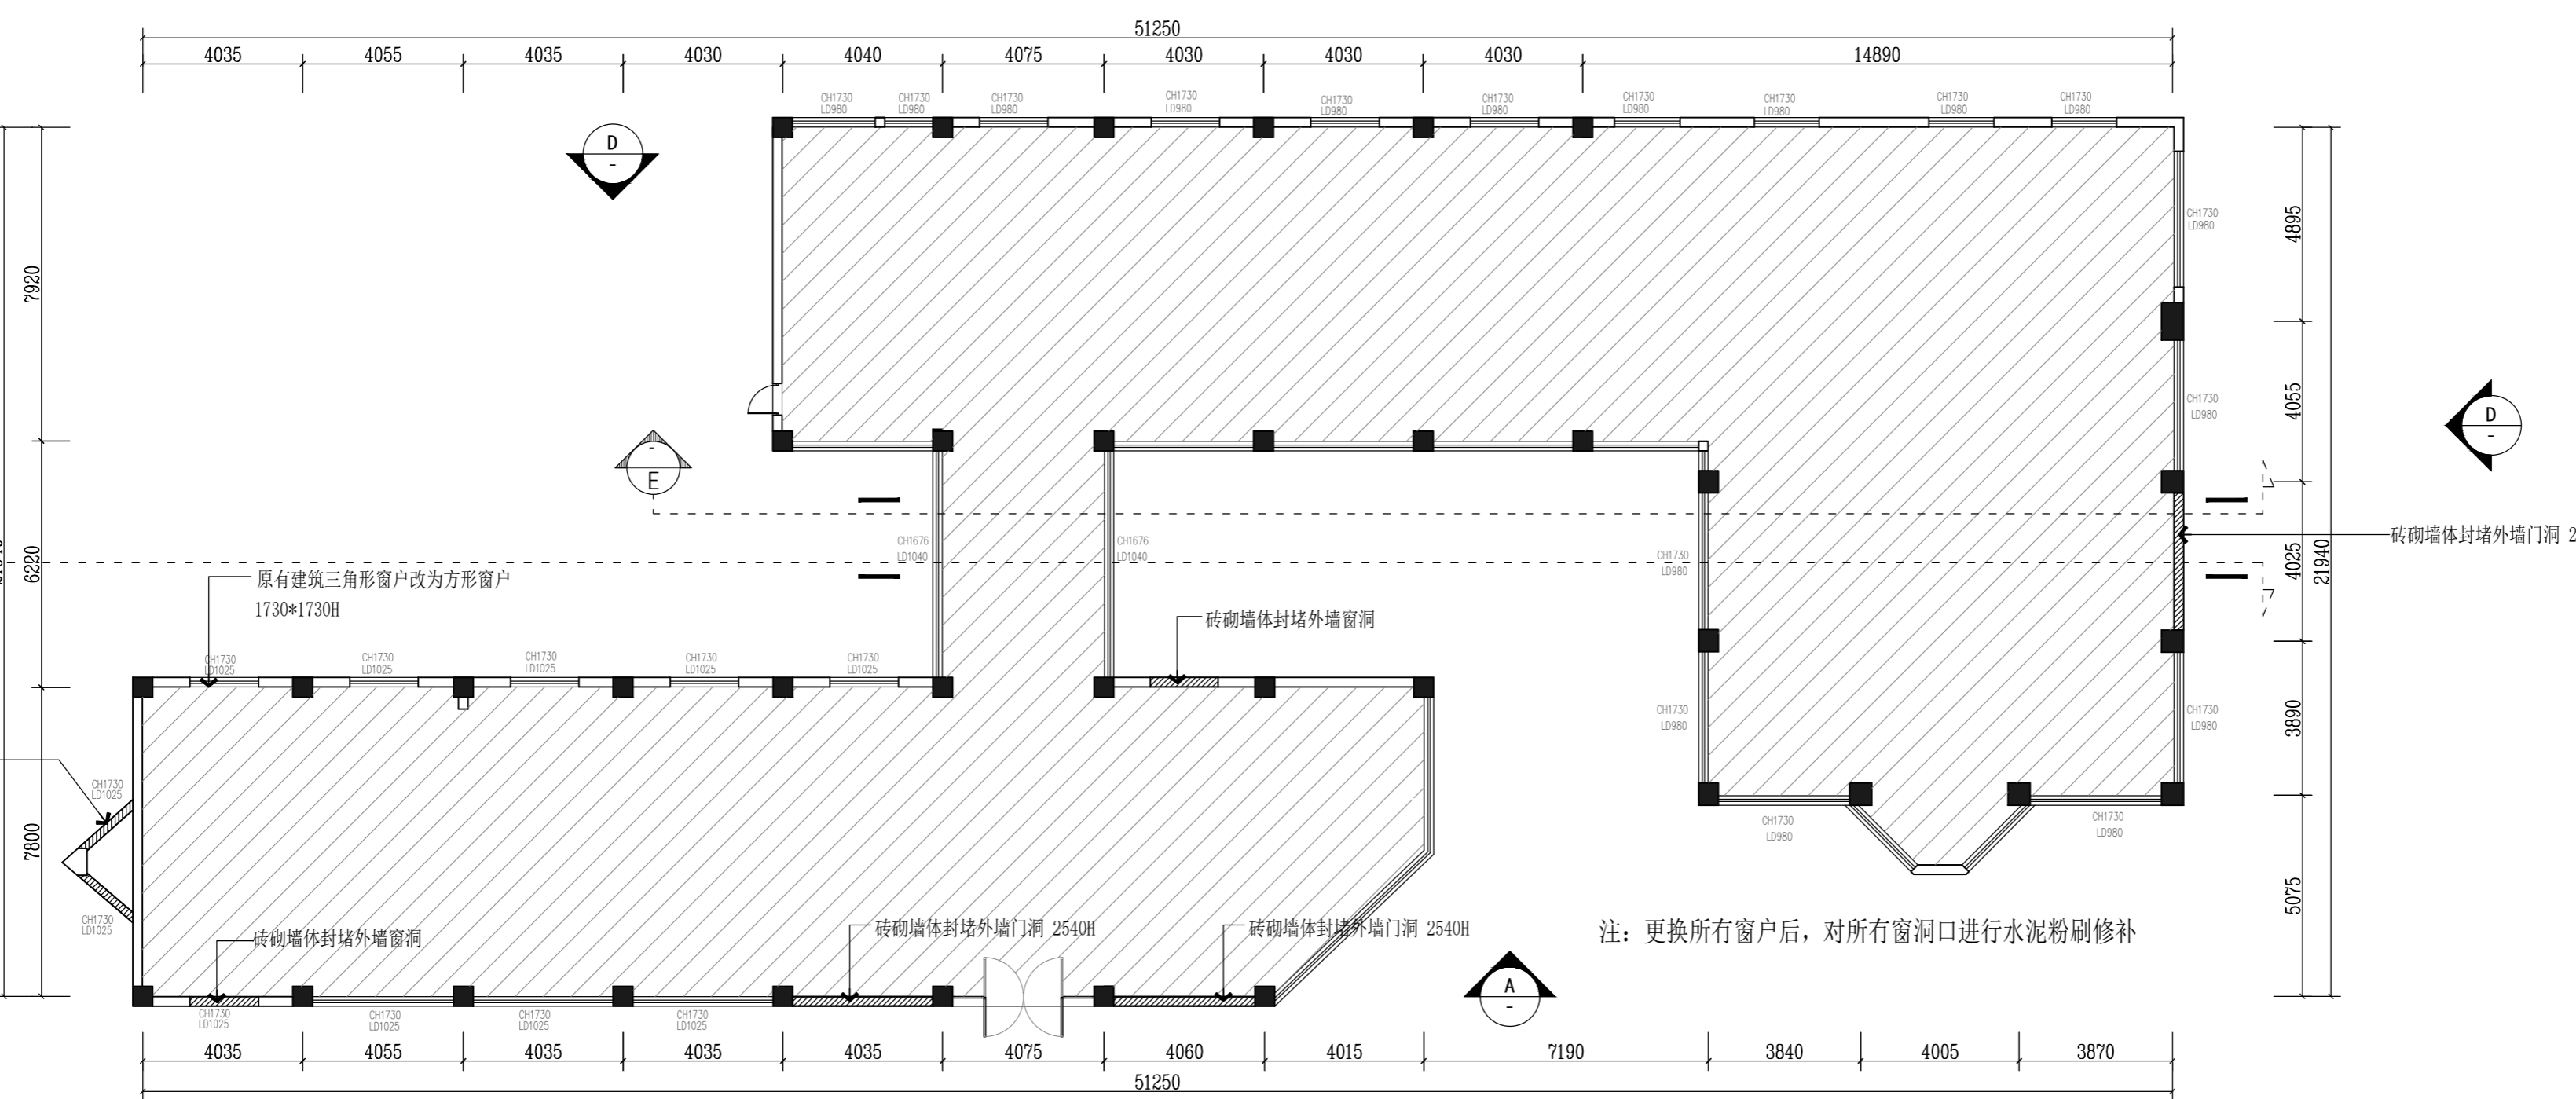 51250
4035 4055 4035 4030 4040 4075 4030 4030 4030 14890
CH1730 CH1730 CH1730 CH1730 CH1730 CH1730 CH1730 CH1730 CH1730 CH1730
LD980 LD980 LD980 LD980 LD980 LD980 LD980 LD980 LD980 LD980
D
-
CH1730
LD980
4895
7920
CH1730
LD980
4055
D
-
-
E
砖砌墙体封堵外墙门洞 2
CH1676
LD1040
CH1676
LD1040
CH1730
LD980
4025
21940
6220
原有建筑三角形窗户改为方形窗户
1730*1730H
砖砌墙体封堵外墙窗洞
CH1730 CH1730 CH1730 CH1730 CH1730
LD1025 LD1025 LD1025 LD1025 LD1025
CH1730
LD980
CH1730
LD980
3890
CH1730
LD1025
CH1730
LD980
CH1730
LD980
7800
5075
CH1730
LD1025
砖砌墙体封堵外墙窗洞
砖砌墙体封堵外墙门洞 2540H
砖砌墙体封堵外墙门洞 2540H
注：更换所有窗户后，对所有窗洞口进行水泥粉刷修补
A
-
CH1730 CH1730 CH1730 CH1730
LD1025 LD1025 LD1025 LD1025
4035 4055 4035 4035 4035 4075 4060 4015 7190 3840 4005 3870
51250